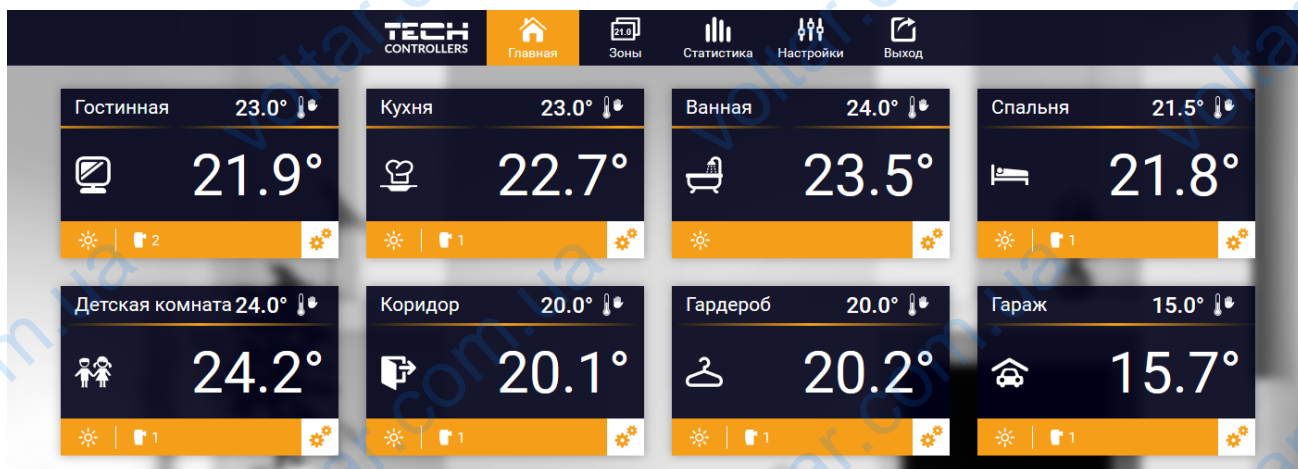 TECH
CONTROLLERS
Главная
21.0
Зоны
Статистика
Настройки
Выход
Гостинная 23.0°
21.9°
2
Кухня 23.0°
22.7°
1
Ванная 24.0°
23.5°
Спальня 21.5°
21.8°
1
Детская комната 24.0°
24.2°
1
Коридор 20.0°
20.1°
1
Гардероб 20.0°
20.2°
1
Гараж 15.0°
15.7°
1
voltar.com.ua